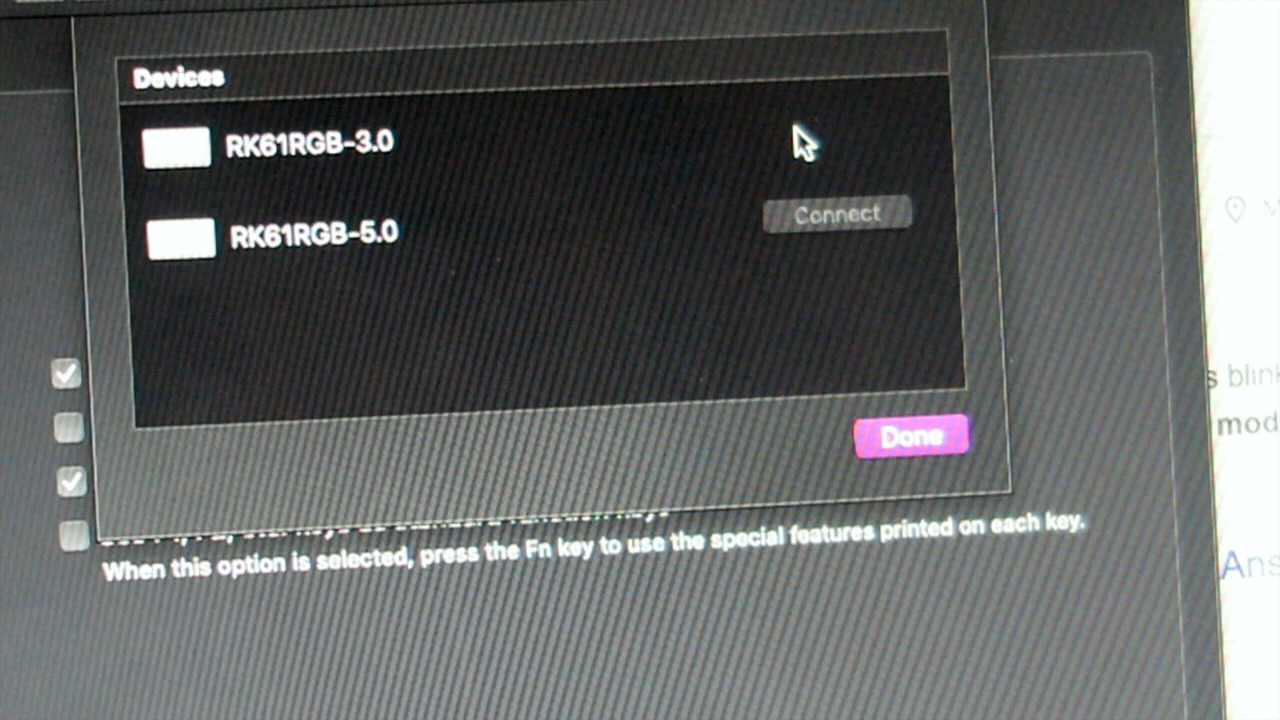 Devices
RK61RGB-3.0
RK61RGB-5.0
Connect
Done
When this option is selected, press the Fn key to use the special features printed on each key.
s blink
mod
Ans